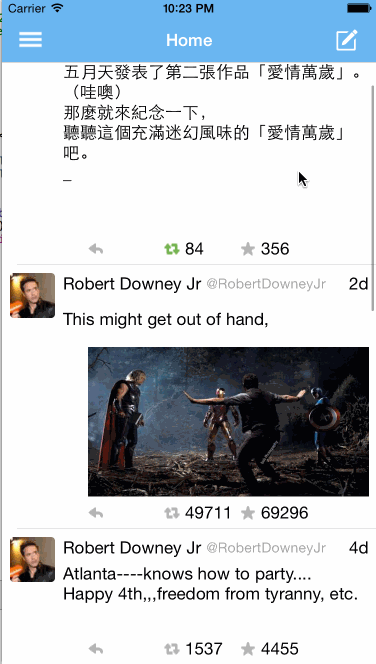 Carrier 10:23 PM
Home
五月天發表了第二張作品「愛情萬歲」。
（哇噢）
那麼就來紀念一下，
聽聽這個充滿迷幻風味的「愛情萬歲」
吧。
_
84 356
Robert Downey Jr @RobertDowneyJr 2d
This might get out of hand,
49711 69296
Robert Downey Jr @RobertDowneyJr 4d
Atlanta----knows how to party....
Happy 4th,,,freedom from tyranny, etc.
1537 4455